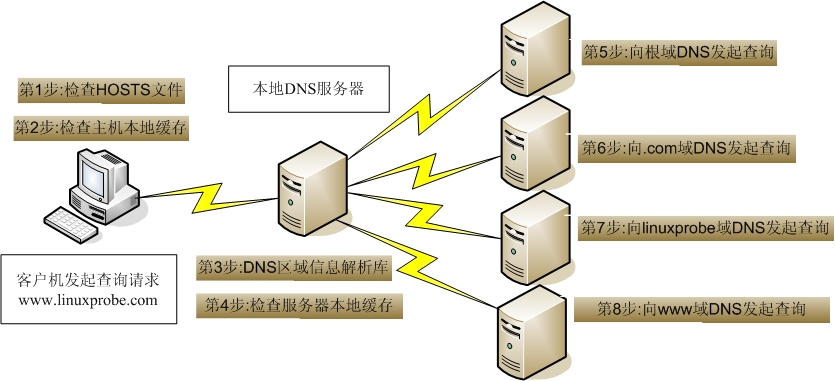 第1步:检查HOSTS文件
第2步:检查主机本地缓存
客户机发起查询请求
www.linuxprobe.com
本地DNS服务器
第3步:DNS区域信息解析库
第4步:检查服务器本地缓存
第5步:向根域DNS发起查询
第6步:向.com域DNS发起查询
第7步:向linuxprobe域DNS发起查询
第8步:向www域DNS发起查询